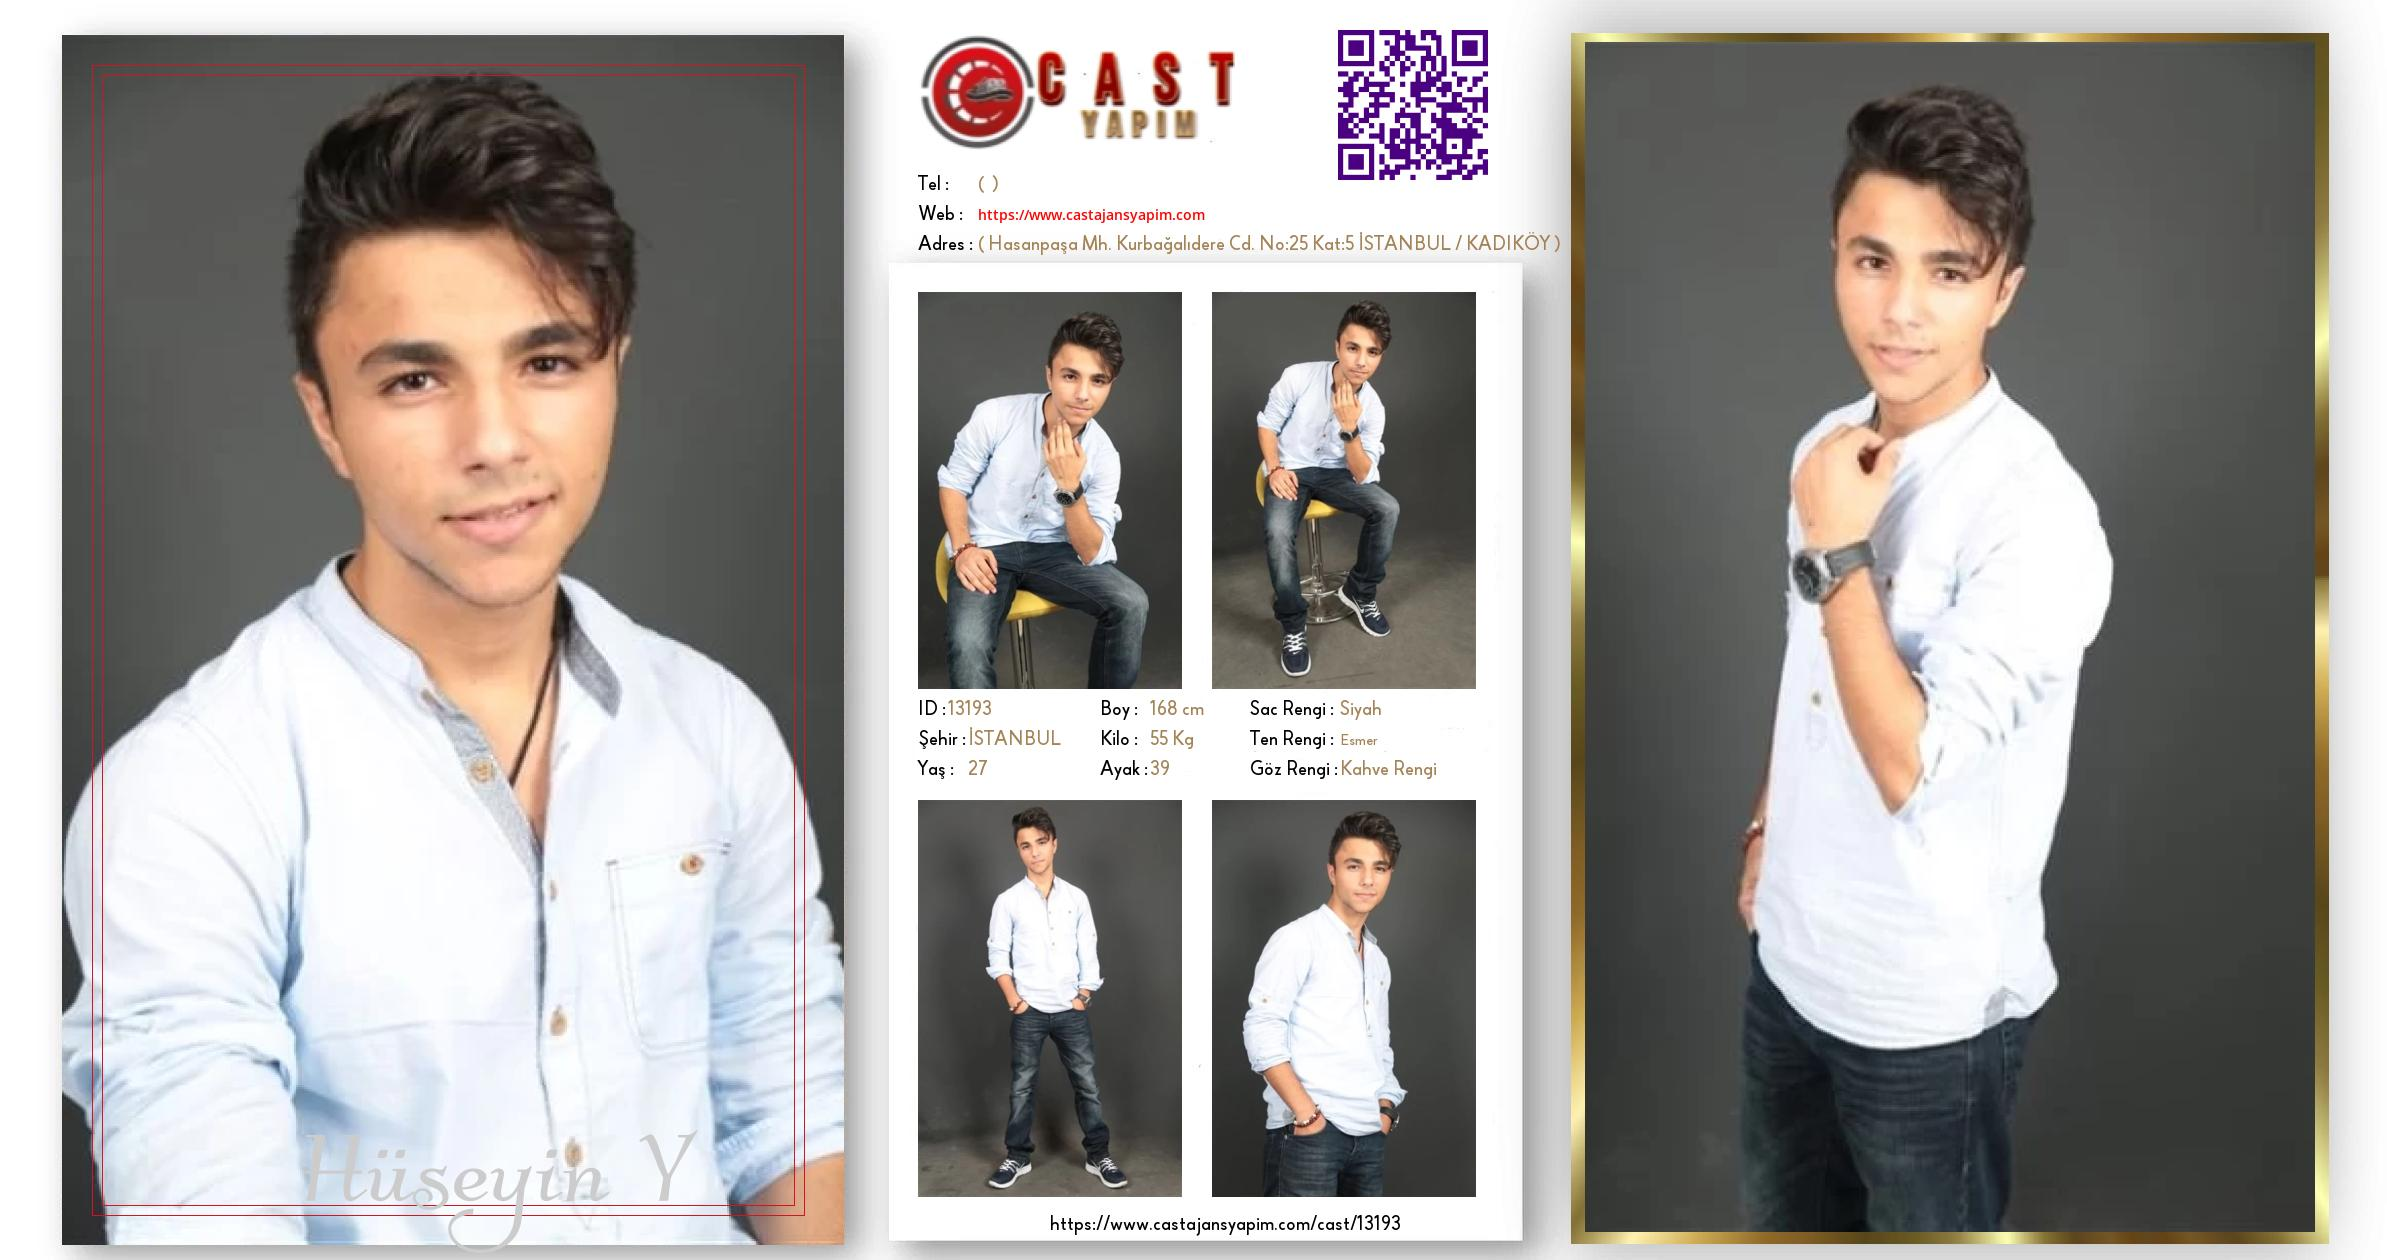 Hüseyin Y
CAST
YAPIM
Tel : ( )
Web : https://www.castajansyapim.com
Adres : ( Hasanpaşa Mh. Kurbağalıdere Cd. No:25 Kat:5 İSTANBUL / KADIKÖY )
ID : 13193 Boy : 168 cm Sac Rengi : Siyah
Şehir : İSTANBUL Kilo : 55 Kg Ten Rengi : Esmer
Yaş : 27 Ayak : 39 Göz Rengi : Kahve Rengi
https://www.castajansyapim.com/cast/13193